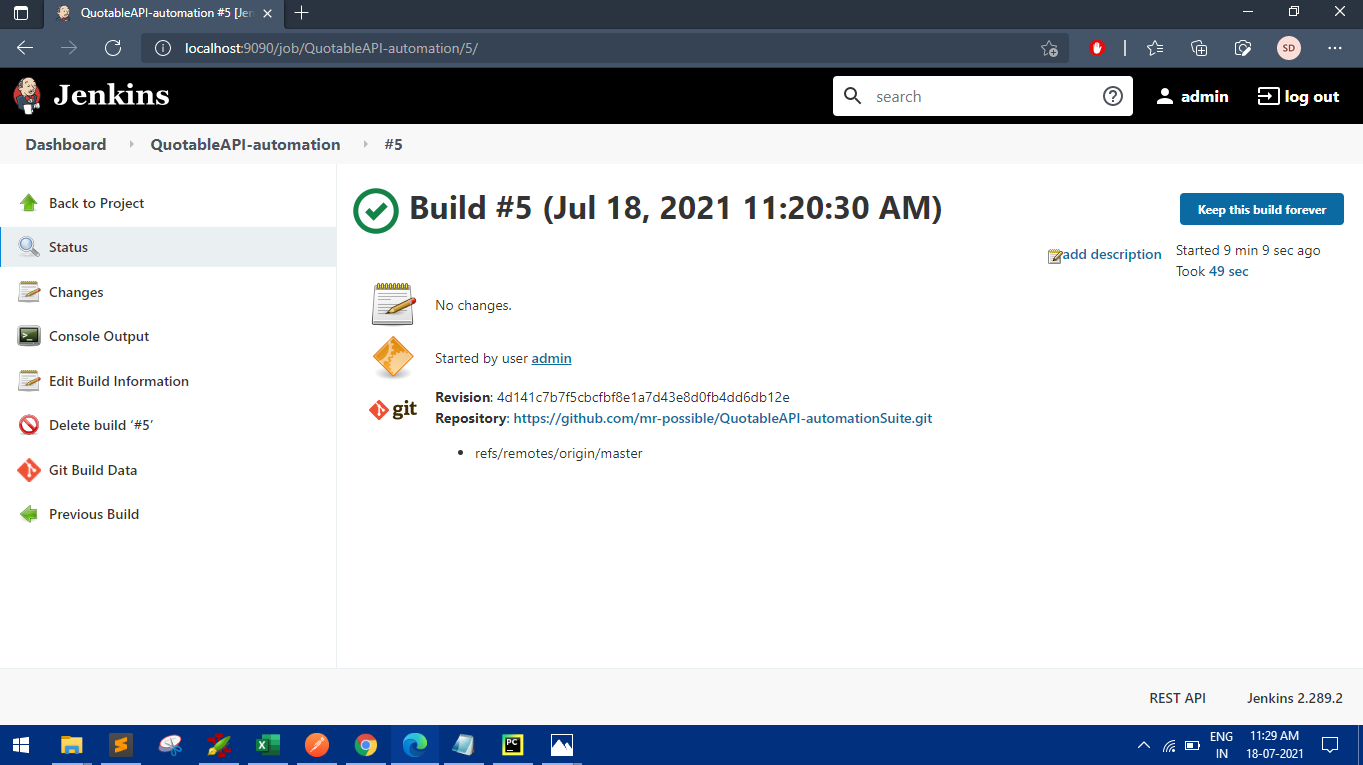 QuotableAPI-automation #5 [Jen
localhost:9090/job/QuotableAPI-automation/5/
SD
Jenkins
search
admin
log out
Dashboard
QuotableAPI-automation
#5
Back to Project
Status
Changes
Console Output
Edit Build Information
Delete build ‘#5’
Git Build Data
Previous Build
Build #5 (Jul 18, 2021 11:20:30 AM)
Keep this build forever
add description
Started 9 min 9 sec ago
Took 49 sec
No changes.
Started by user admin
git
Revision: 4d141c7b7f5cbcfbf8e1a7d43e8d0fb4dd6db12e
Repository: https://github.com/mr-possible/QuotableAPI-automationSuite.git
• refs/remotes/origin/master
REST API
Jenkins 2.289.2
PC
ENG
IN
11:29 AM
18-07-2021